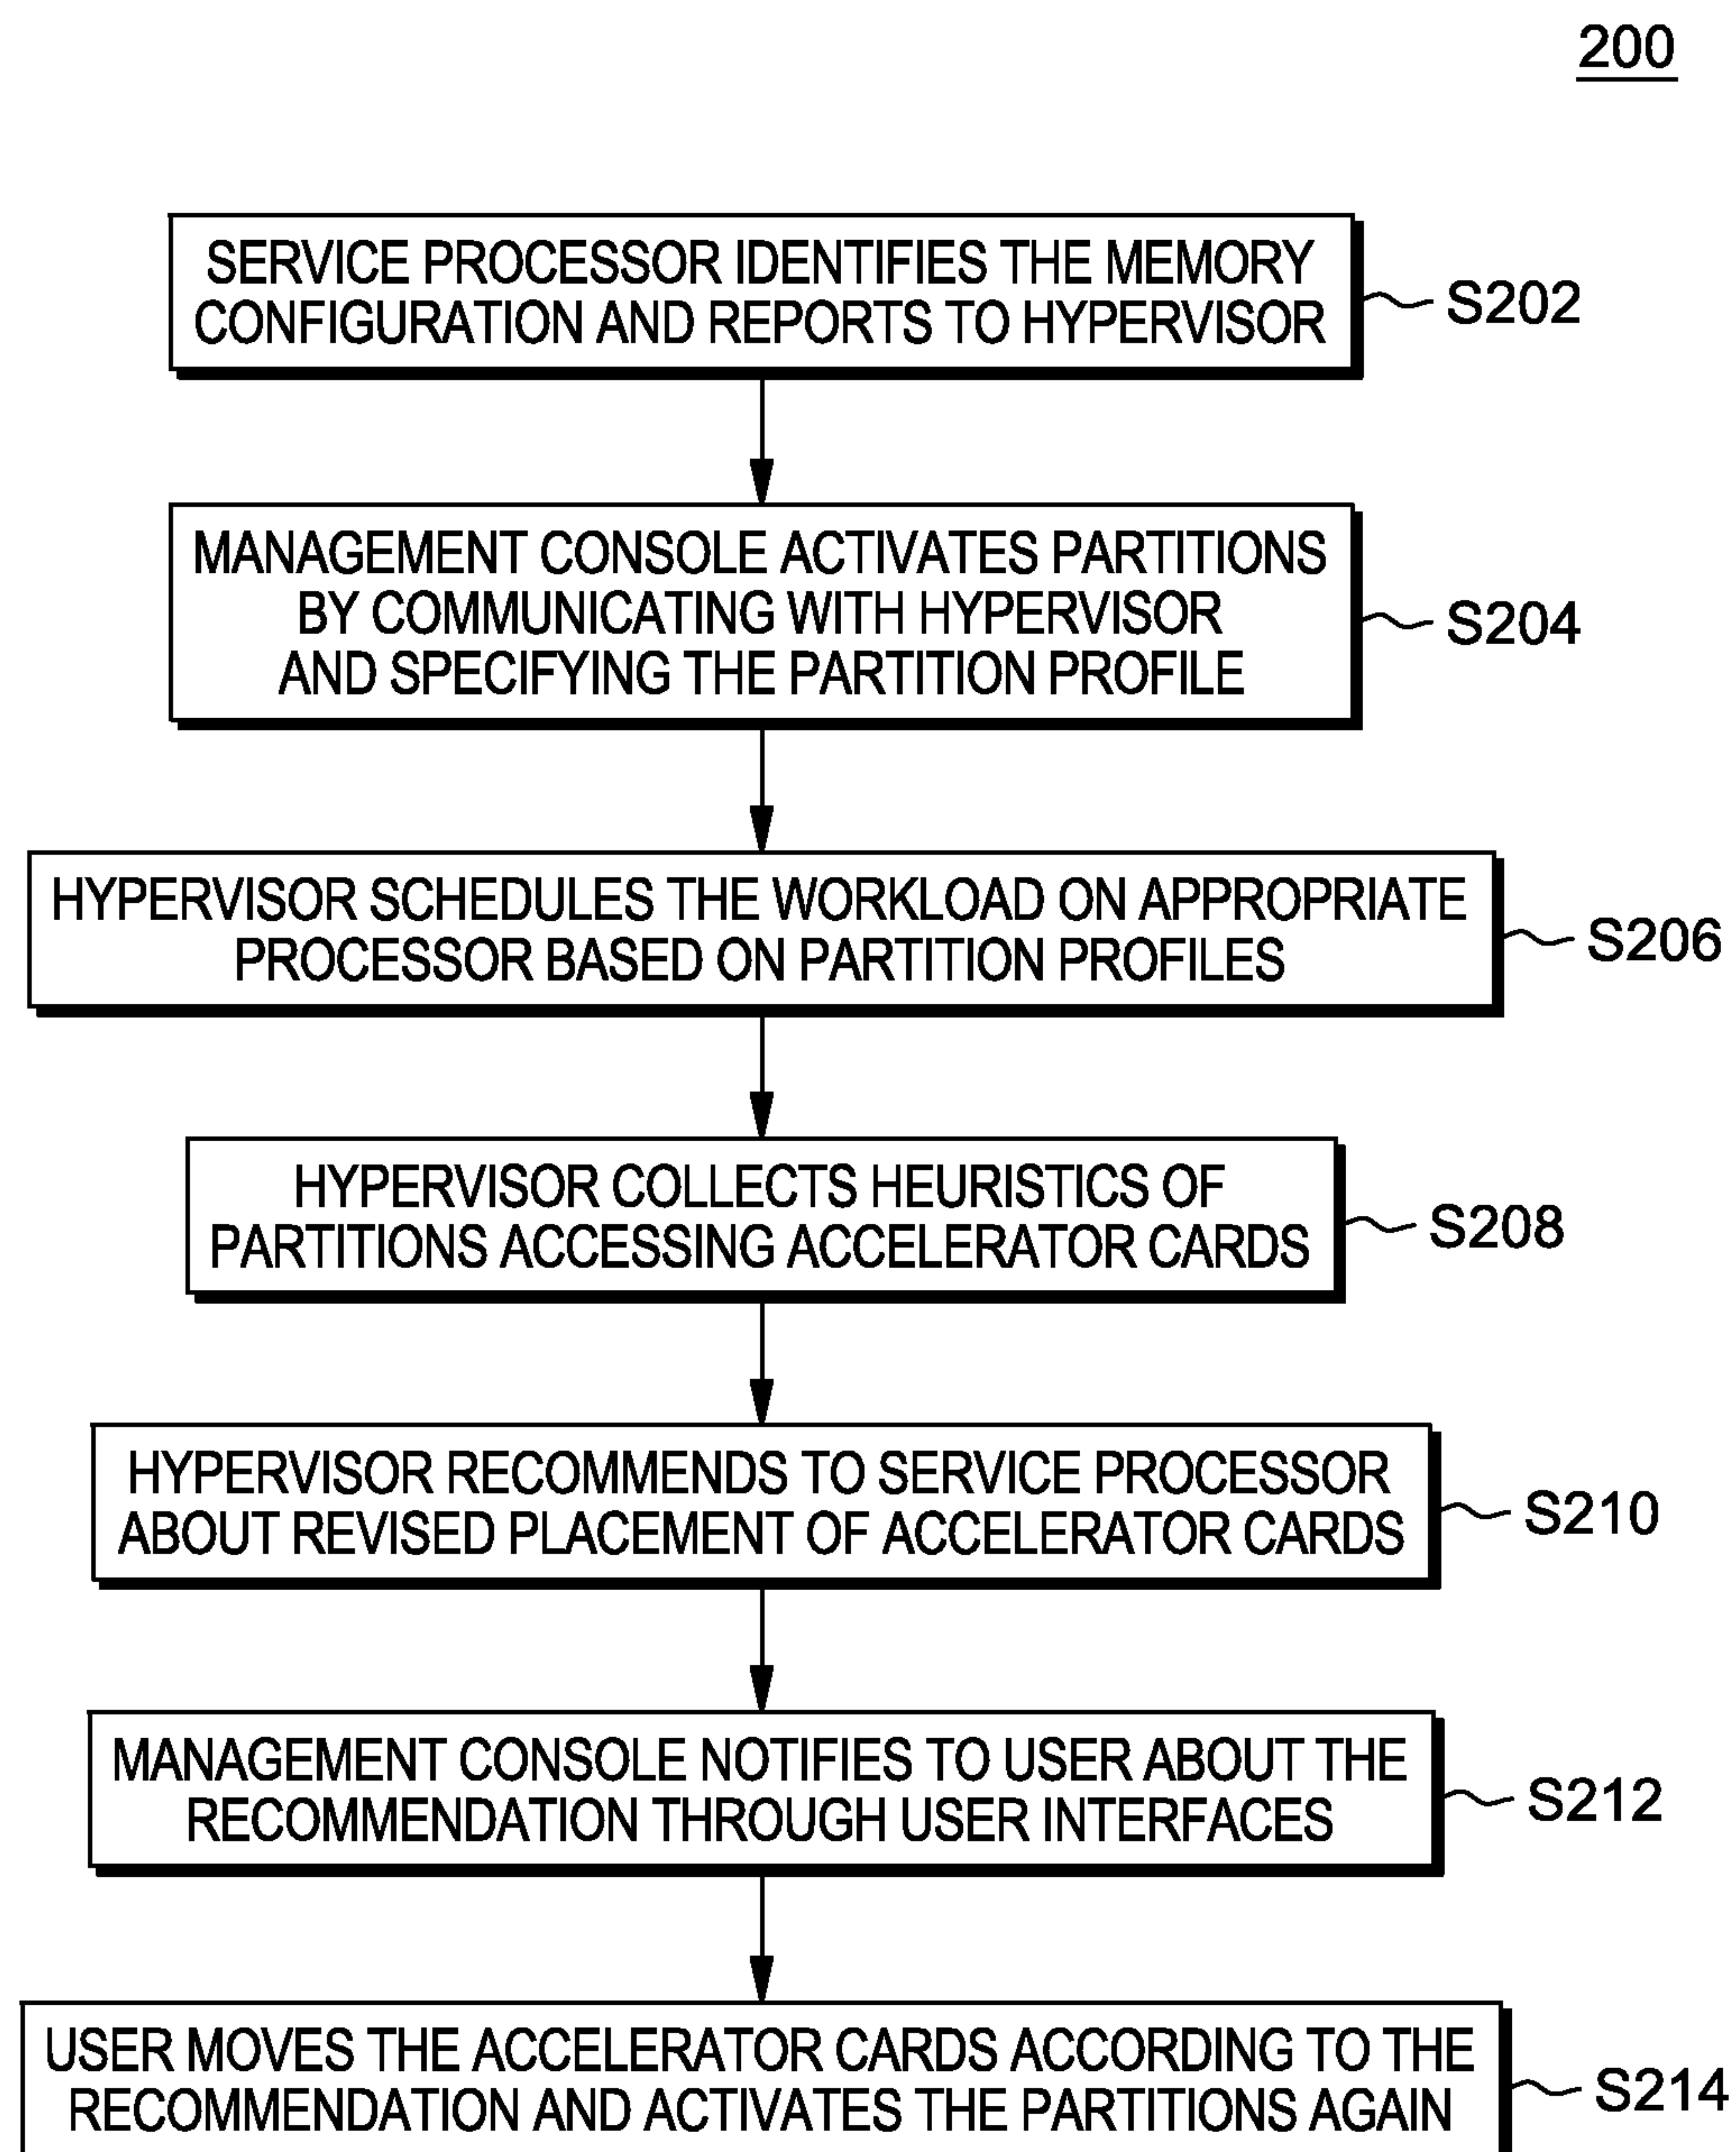 200
SERVICE PROCESSOR IDENTIFIES THE MEMORY
CONFIGURATION AND REPORTS TO HYPERVISOR
S202
MANAGEMENT CONSOLE ACTIVATES PARTITIONS
BY COMMUNICATING WITH HYPERVISOR
AND SPECIFYING THE PARTITION PROFILE
S204
HYPERVISOR SCHEDULES THE WORKLOAD ON APPROPRIATE
PROCESSOR BASED ON PARTITION PROFILES
S206
HYPERVISOR COLLECTS HEURISTICS OF
PARTITIONS ACCESSING ACCELERATOR CARDS
S208
HYPERVISOR RECOMMENDS TO SERVICE PROCESSOR
ABOUT REVISED PLACEMENT OF ACCELERATOR CARDS
S210
MANAGEMENT CONSOLE NOTIFIES TO USER ABOUT THE
RECOMMENDATION THROUGH USER INTERFACES
S212
USER MOVES THE ACCELERATOR CARDS ACCORDING TO THE
RECOMMENDATION AND ACTIVATES THE PARTITIONS AGAIN
S214